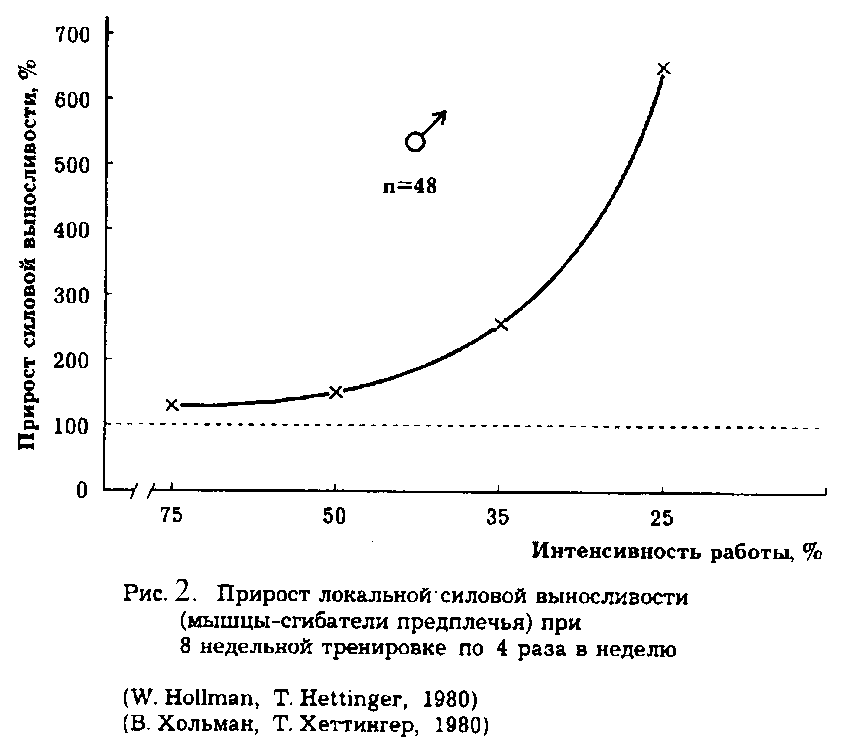 Прирост силовой выносливости, %
700
600
500
400
300
200
100
0
n=48
75 50 35 25
Интенсивность работы, %
Рис. 2. Прирост локальной силовой выносливости
(мышцы-сгибатели предплечья) при
8 недельной тренировке по 4 раза в неделю
(W. Hollman, T. Hettinger, 1980)
(В. Хольман, Т. Хеттингер, 1980)